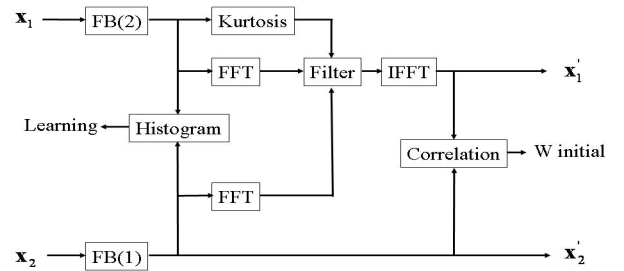 x₁ FB(2) Kurtosis
FFT Filter IFFT x₁'
Learning Histogram
Correlation W initial
FFT
x₂ FB(1) x₂'